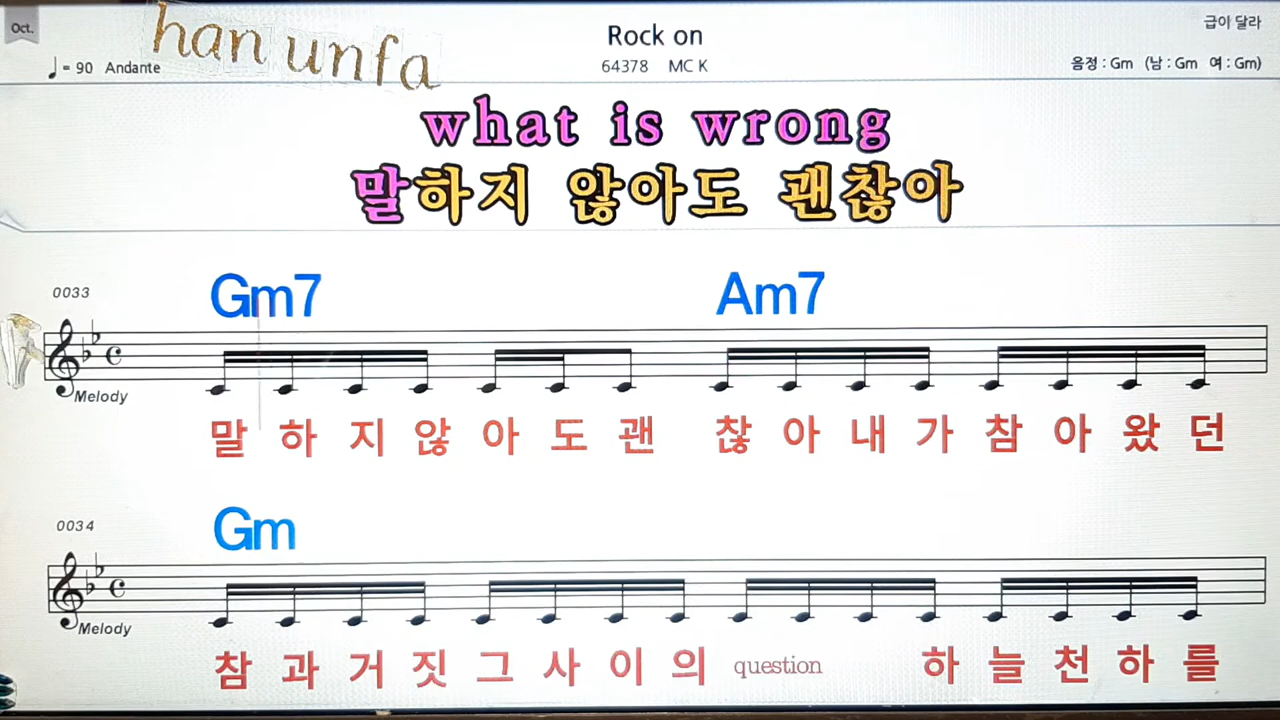 Oct.
han unfa
Rock on
급이 달라
♩ = 90 Andante
64378 MC K
음정 : Gm (남 : Gm 여 : Gm)
what is wrong
말하지 않아도 괜찮아
0033
Gm7 Am7
Melody
말 하 지 않 아 도 괜 찮 아 내 가 참 아 왔 던
0034
Gm
Melody
참 과 거 짓 그 사 이 의 question 하 늘 천 하 를